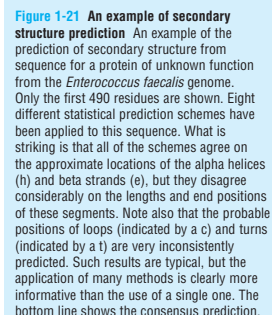 Figure 1-21 An example of secondary
structure prediction An example of the
prediction of secondary structure from
sequence for a protein of unknown function
from the Enterococcus faecalis genome.
Only the first 490 residues are shown. Eight
different statistical prediction schemes have
been applied to this sequence. What is
striking is that all of the schemes agree on
the approximate locations of the alpha helices
(h) and beta strands (e), but they disagree
considerably on the lengths and end positions
of these segments. Note also that the probable
positions of loops (indicated by a c) and turns
(indicated by a t) are very inconsistently
predicted. Such results are typical, but the
application of many methods is clearly more
informative than the use of a single one. The
bottom line shows the consensus prediction.